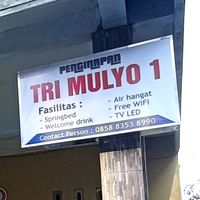 PENGINAPAN
TRI MULYO 1
Fasilitas :
- Springbed
- Welcome drink
- Air hangat
- Free WIFI
- TV LED
Contact Person : 0858 8353 8990